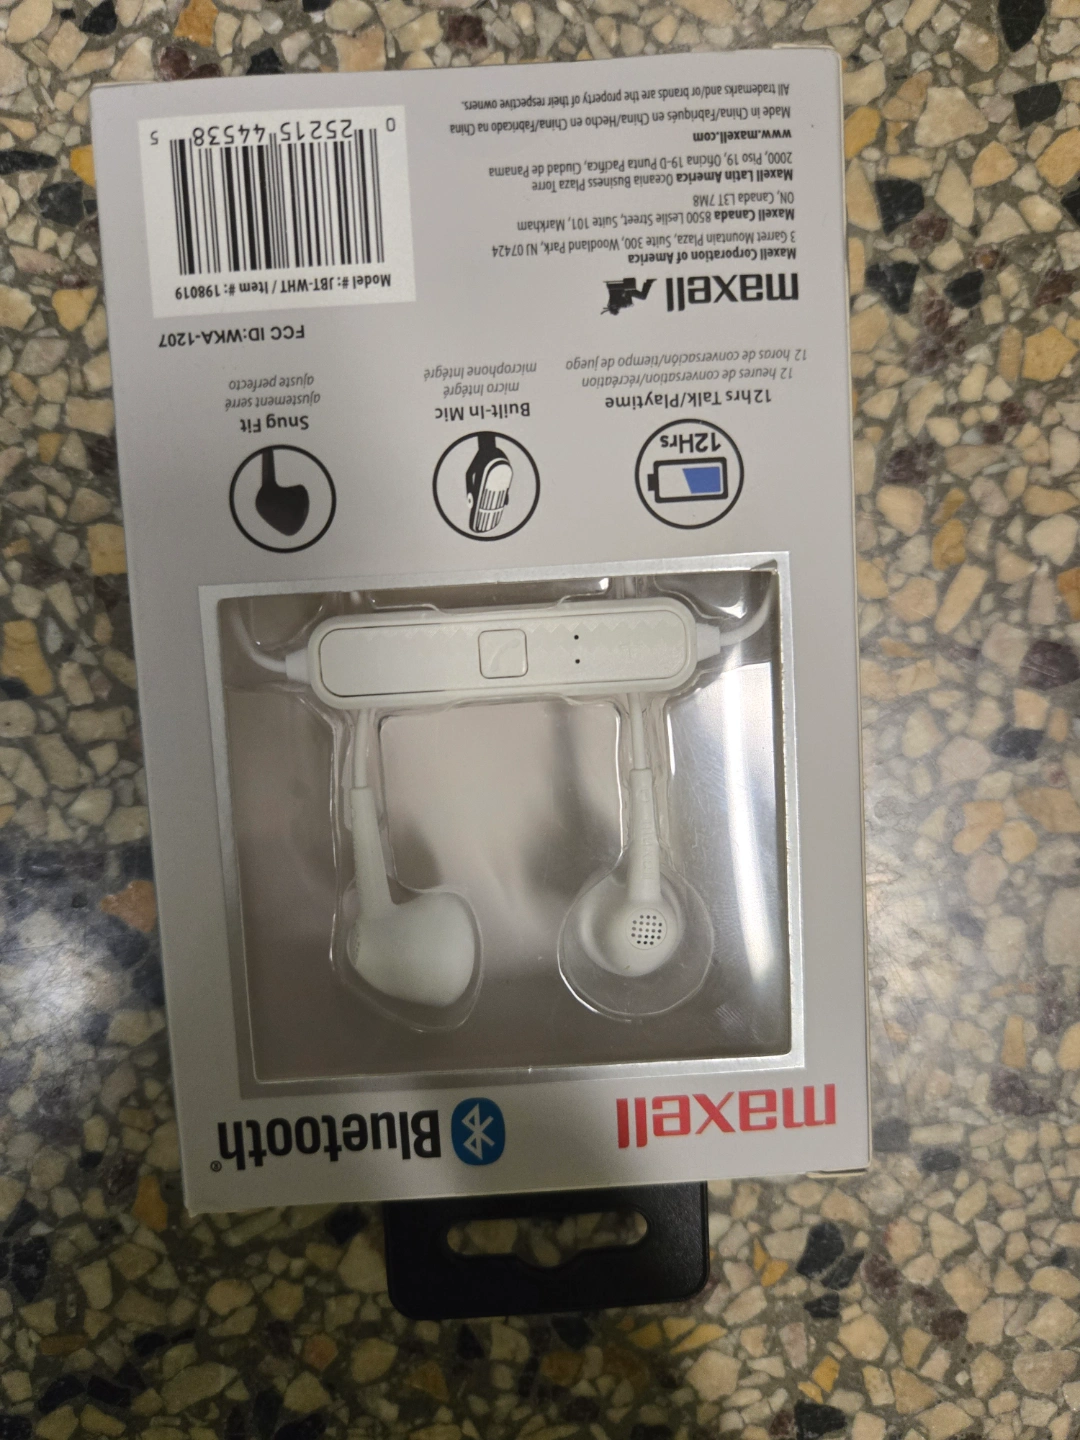 maxell
Bluetooth®
12Hrs
12hrs Talk/Playtime
12 heures de conversation/récréation
12 horas de conversación/tiempo de juego
Built-In Mic
micro Intégré
microphone Intégré
Snug Fit
ajustement serré
ajuste perfecto
maxell
Maxell Corporation of America
3 Garret Mountain Plaza, Suite 300, Woodland Park, NJ 07424
Maxell Canada 8500 Leslie Street, Suite 101, Markham
ON, Canada L3T 7M8
Maxell Latin America Oceania Business Plaza Torre
2000, Piso 19, Oficina 19-D Punta Pacifica, Ciudad de Panama
www.maxell.com
Made in China/Fabriqués en China/Hecho en China/Fabricado na China
All trademarks and/or brands are the property of their respective owners.
FCC ID:WKA-1207
Model #: JBT-WHT / Item #: 198019
0 25215 44538 5